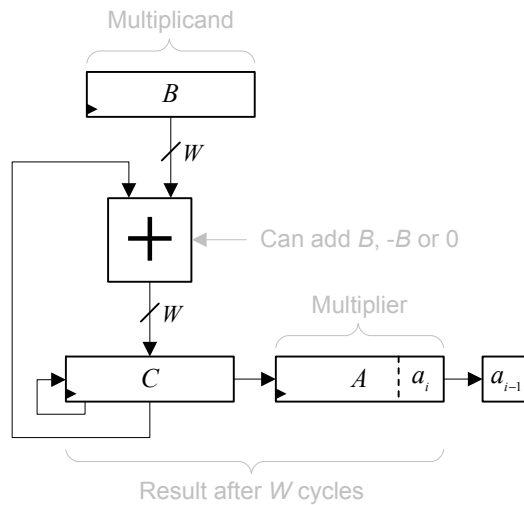 Multiplicand
B
W
+
Can add B, -B or 0
W
Multiplier
C
A
a_i
a_{i-1}
Result after W cycles